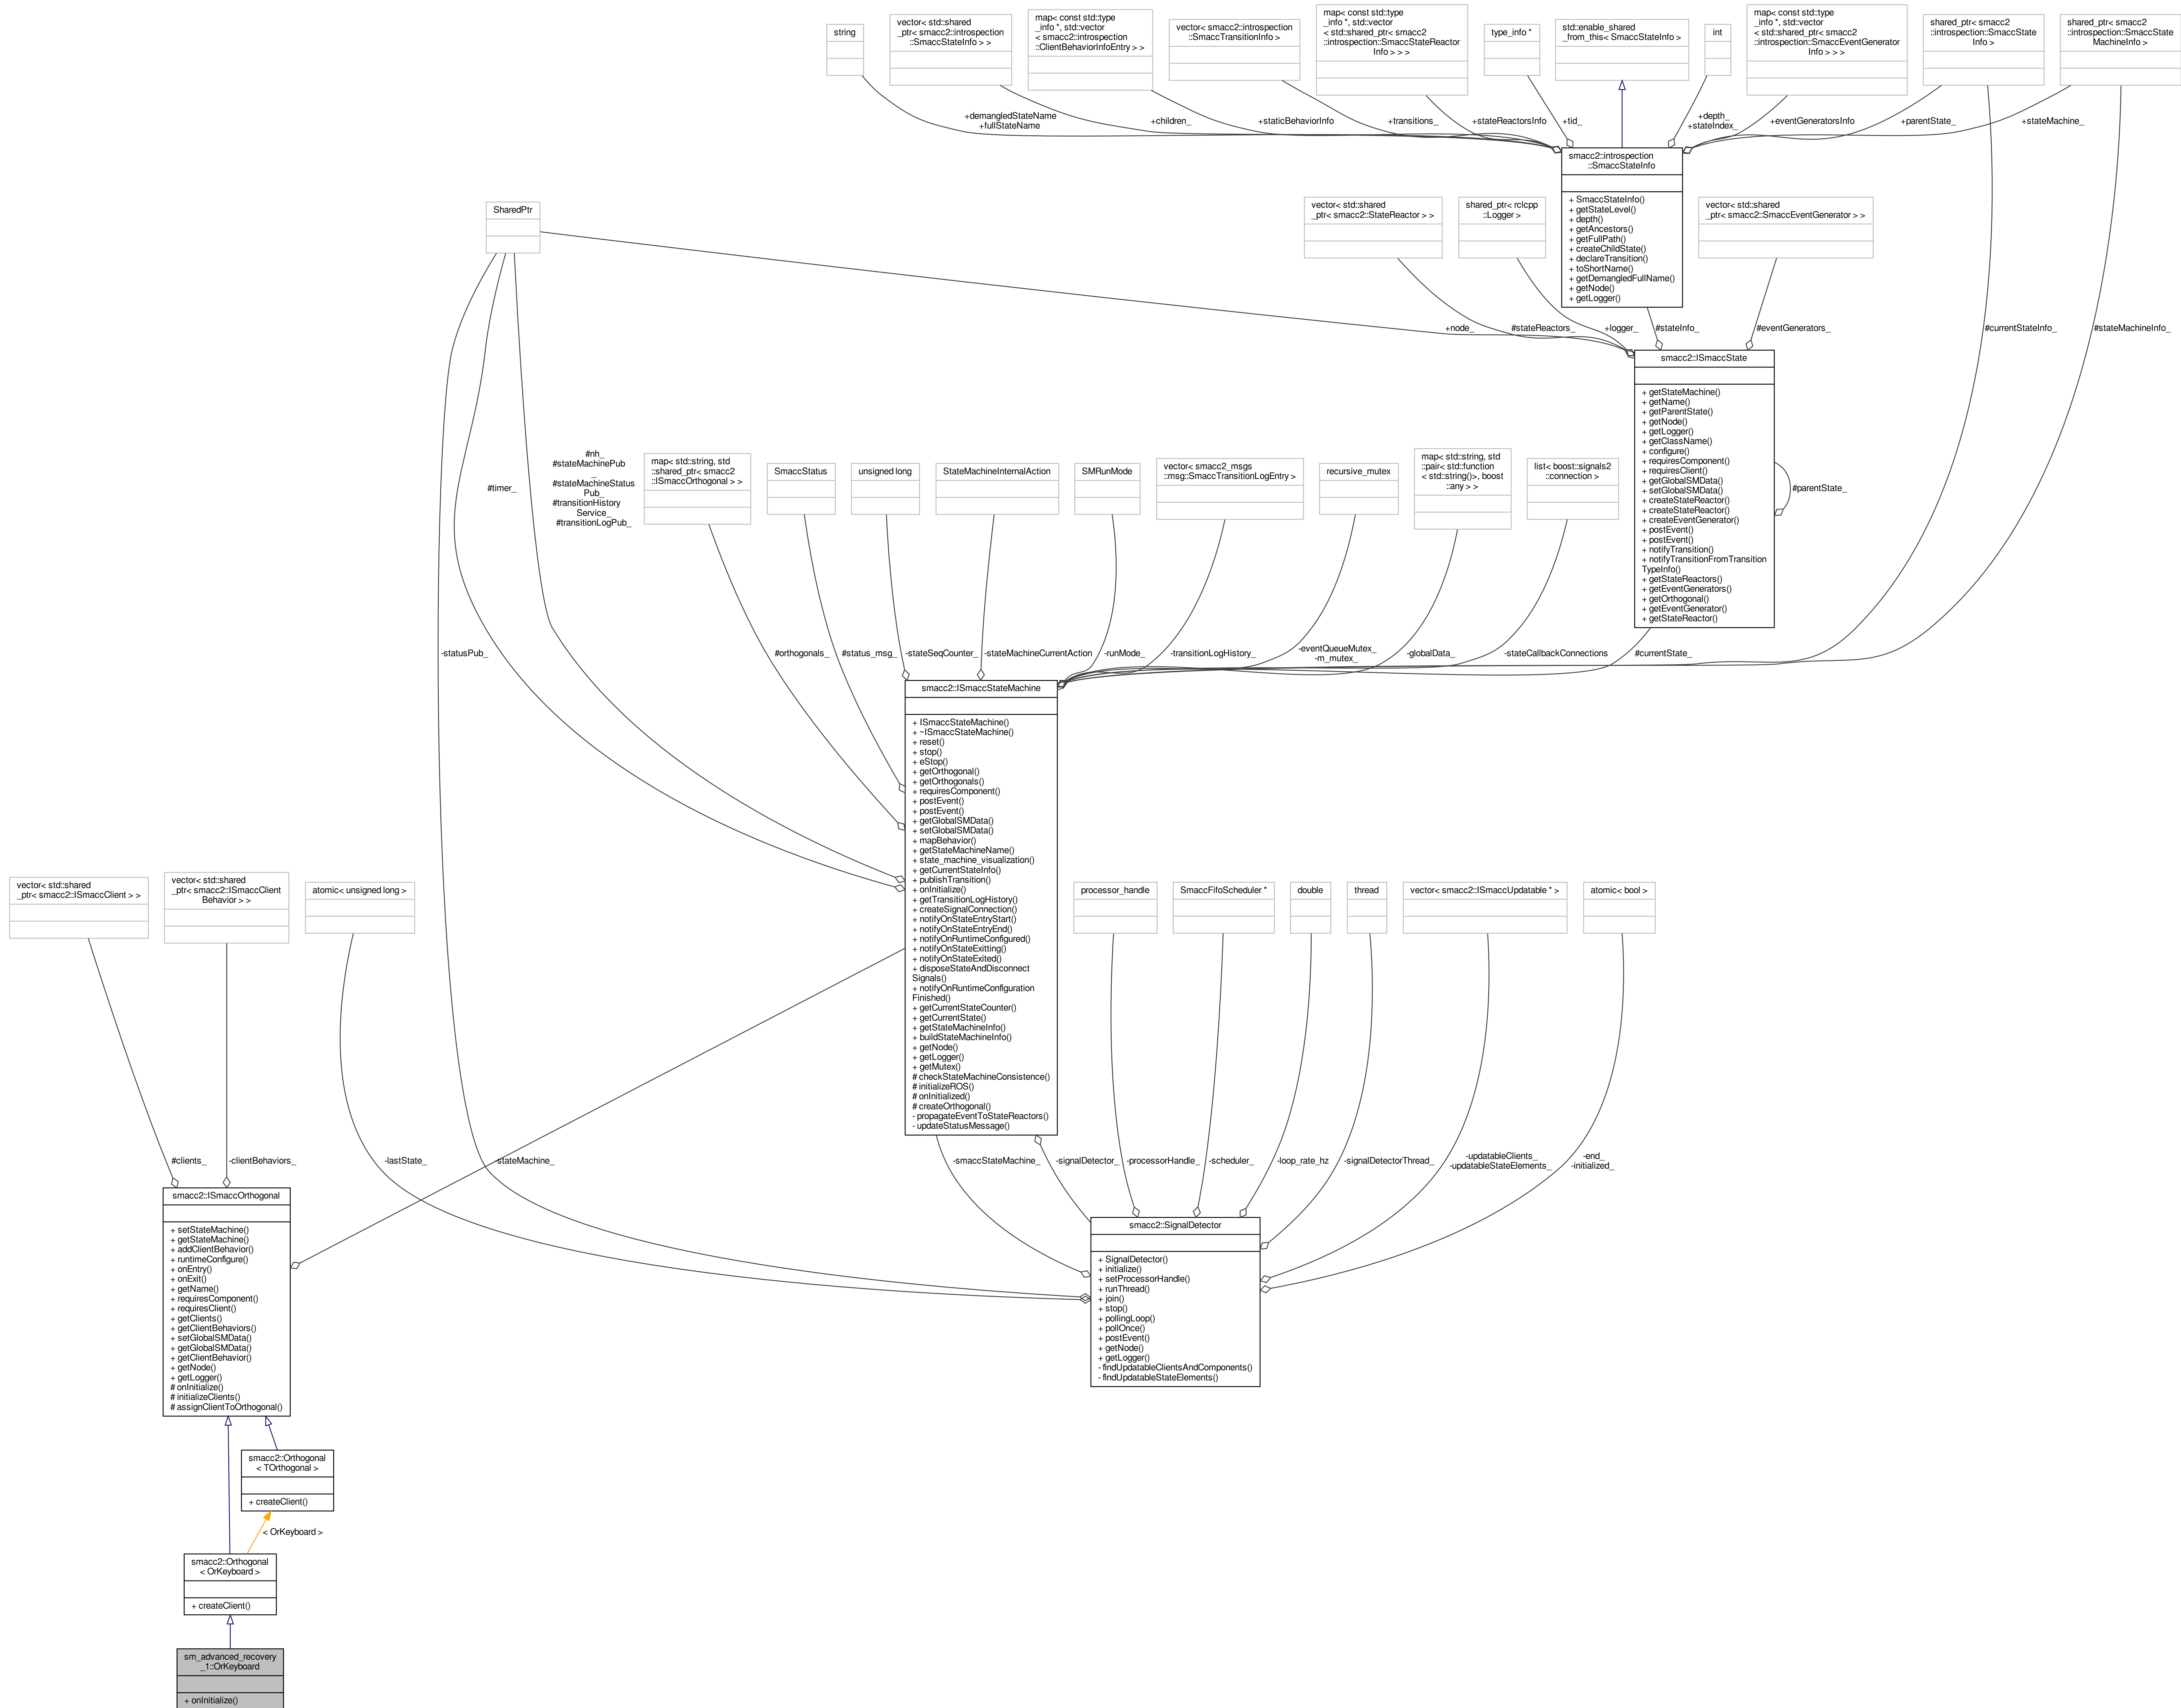 string
vector< std::shared
_ptr< smacc2::introspection
::SmaccStateInfo > >
map< const std::type
_info *, std::vector
< smacc2::introspection
::ClientBehaviorInfoEntry > >
vector< smacc2::introspection
::SmaccTransitionInfo >
map< const std::type
_info *, std::vector
< std::shared_ptr< smacc2
::introspection::SmaccStateReactor
Info > > >
type_info *
std::enable_shared
_from_this< SmaccStateInfo >
int
map< const std::type
_info *, std::vector
< std::shared_ptr< smacc2
::introspection::SmaccEventGenerator
Info > > >
shared_ptr< smacc2
::introspection::SmaccState
Info >
shared_ptr< smacc2
::introspection::SmaccState
MachineInfo >
+demangledStateName
+fullStateName
+children_
+staticBehaviorInfo
+transitions_
+stateReactorsInfo
+tid_
+depth_
+stateIndex_
+eventGeneratorsInfo
+parentState_
+stateMachine_
smacc2::introspection
::SmaccStateInfo
+ SmaccStateInfo()
+ getStateLevel()
+ depth()
+ getAncestors()
+ getFullPath()
+ createChildState()
+ declareTransition()
+ toShortName()
+ getDemangledFullName()
+ getNode()
+ getLogger()
SharedPtr
vector< std::shared
_ptr< smacc2::StateReactor > >
shared_ptr< rclcpp
::Logger >
vector< std::shared
_ptr< smacc2::SmaccEventGenerator > >
+node_
#stateReactors_
+logger_
#stateInfo_
#eventGenerators_
#currentStateInfo_
#stateMachineInfo_
smacc2::ISmaccState
+ getStateMachine()
+ getName()
+ getParentState()
+ getNode()
+ getLogger()
+ getClassName()
+ configure()
+ requiresComponent()
+ requiresClient()
+ getGlobalSMData()
+ setGlobalSMData()
+ createStateReactor()
+ createStateReactor()
+ createEventGenerator()
+ postEvent()
+ postEvent()
+ notifyTransition()
+ notifyTransitionFromTransition
TypeInfo()
+ getStateReactors()
+ getEventGenerators()
+ getOrthogonal()
+ getEventGenerator()
+ getStateReactor()
#parentState_
#timer_
#nh_
#stateMachinePub
_
#stateMachineStatus
Pub_
#transitionHistory
Service_
#transitionLogPub_
map< std::string, std
::shared_ptr< smacc2
::ISmaccOrthogonal > >
SmaccStatus
unsigned long
StateMachineInternalAction
SMRunMode
vector< smacc2_msgs
::msg::SmaccTransitionLogEntry >
recursive_mutex
map< std::string, std
::pair< std::function
< std::string()>, boost
::any > >
list< boost::signals2
::connection >
-statusPub_
#orthogonals_
#status_msg_
-stateSeqCounter_
-stateMachineCurrentAction
-runMode_
-transitionLogHistory_
-eventQueueMutex_
-m_mutex_
-globalData_
-stateCallbackConnections
#currentState_
smacc2::ISmaccStateMachine
+ ISmaccStateMachine()
+ ~ISmaccStateMachine()
+ reset()
+ stop()
+ eStop()
+ getOrthogonal()
+ getOrthogonals()
+ requiresComponent()
+ postEvent()
+ postEvent()
+ getGlobalSMData()
+ setGlobalSMData()
+ mapBehavior()
+ getStateMachineName()
+ state_machine_visualization()
+ getCurrentStateInfo()
+ publishTransition()
+ onInitialize()
+ getTransitionLogHistory()
+ createSignalConnection()
+ notifyOnStateEntryStart()
+ notifyOnStateEntryEnd()
+ notifyOnRuntimeConfigured()
+ notifyOnStateExitting()
+ notifyOnStateExited()
+ disposeStateAndDisconnect
Signals()
+ notifyOnRuntimeConfiguration
Finished()
+ getCurrentStateCounter()
+ getCurrentState()
+ getStateMachineInfo()
+ buildStateMachineInfo()
+ getNode()
+ getLogger()
+ getMutex()
# checkStateMachineConsistence()
# initializeROS()
# onInitialized()
# createOrthogonal()
- propagateEventToStateReactors()
- updateStatusMessage()
vector< std::shared
_ptr< smacc2::ISmaccClient > >
vector< std::shared
_ptr< smacc2::ISmaccClient
Behavior > >
atomic< unsigned long >
processor_handle
SmaccFifoScheduler *
double
thread
vector< smacc2::ISmaccUpdatable * >
atomic< bool >
#clients_
-clientBehaviors_
-lastState_
-stateMachine_
-smaccStateMachine_
-signalDetector_
-processorHandle_
-scheduler_
-loop_rate_hz
-signalDetectorThread_
-updatableClients_
-updatableStateElements_
-end_
-initialized_
smacc2::ISmaccOrthogonal
+ setStateMachine()
+ getStateMachine()
+ addClientBehavior()
+ runtimeConfigure()
+ onEntry()
+ onExit()
+ getName()
+ requiresComponent()
+ requiresClient()
+ getClients()
+ getClientBehaviors()
+ setGlobalSMData()
+ getGlobalSMData()
+ getClientBehavior()
+ getNode()
+ getLogger()
# onInitialize()
# initializeClients()
# assignClientToOrthogonal()
smacc2::SignalDetector
+ SignalDetector()
+ initialize()
+ setProcessorHandle()
+ runThread()
+ join()
+ stop()
+ pollingLoop()
+ pollOnce()
+ postEvent()
+ getNode()
+ getLogger()
- findUpdatableClientsAndComponents()
- findUpdatableStateElements()
smacc2::Orthogonal
< TOrthogonal >
+ createClient()
< OrKeyboard >
smacc2::Orthogonal
< OrKeyboard >
+ createClient()
sm_advanced_recovery
_1::OrKeyboard
+ onInitialize()